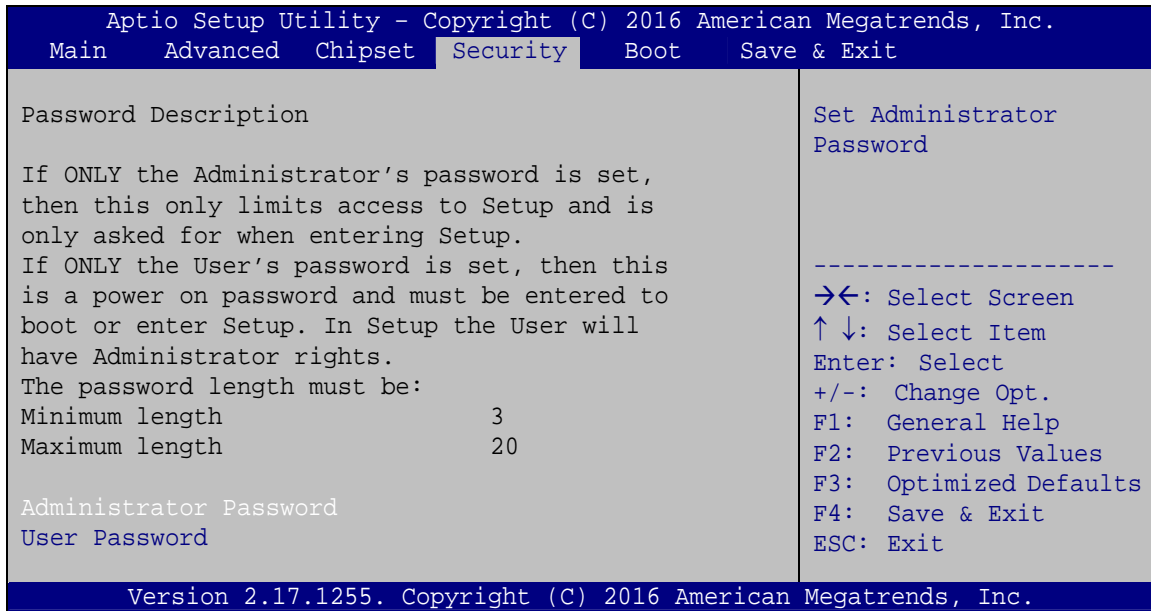 Aptio Setup Utility – Copyright (C) 2016 American Megatrends, Inc.
Main Advanced Chipset Security Boot Save & Exit
Password Description
If ONLY the Administrator’s password is set,
then this only limits access to Setup and is
only asked for when entering Setup.
If ONLY the User’s password is set, then this
is a power on password and must be entered to
boot or enter Setup. In Setup the User will
have Administrator rights.
The password length must be:
Minimum length 3
Maximum length 20
Administrator Password
User Password
Set Administrator
Password
---------------------
→←: Select Screen
↑ ↓: Select Item
Enter: Select
+/-: Change Opt.
F1: General Help
F2: Previous Values
F3: Optimized Defaults
F4: Save & Exit
ESC: Exit
Version 2.17.1255. Copyright (C) 2016 American Megatrends, Inc.